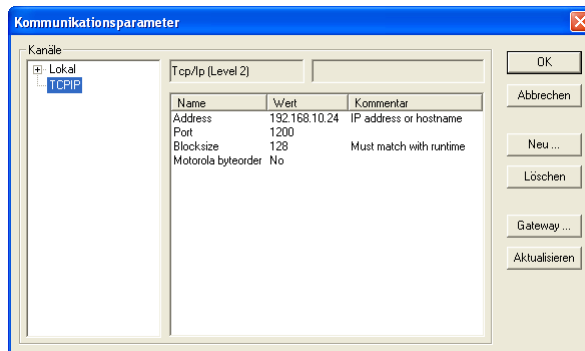 Kommunikationsparameter
Kanäle
Lokal
TCPIP
Tcp/Ip (Level 2)
Name Wert Kommentar
Address 192.168.10.24 IP address or hostname
Port 1200
Blocksize 128 Must match with runtime
Motorola byteorder No
OK
Abbrechen
Neu ...
Löschen
Gateway ...
Aktualisieren